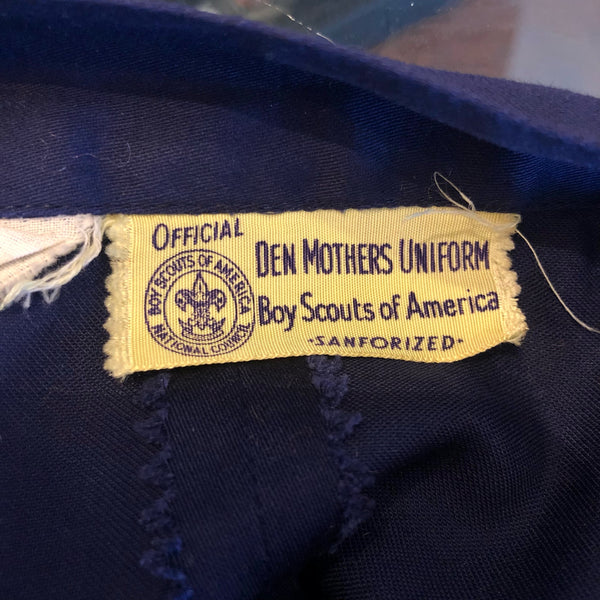 OFFICIAL
BOY SCOUTS OF AMERICA
NATIONAL COUNCIL
DEN MOTHERS UNIFORM
Boy Scouts of America
-SANFORIZED-